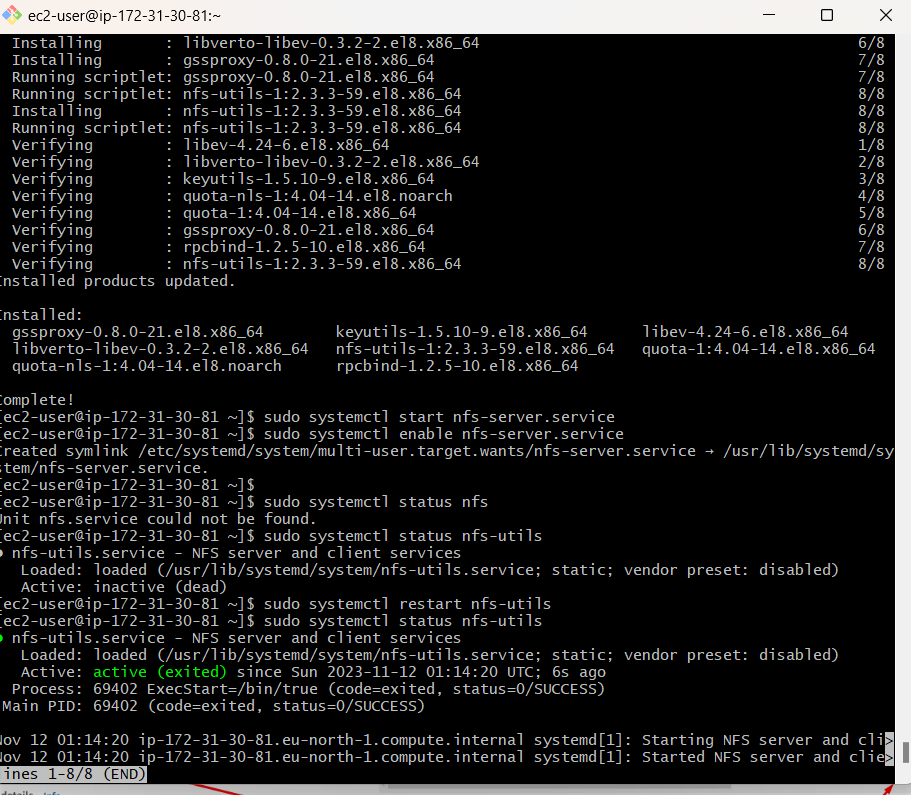 ec2-user@ip-172-31-30-81:~
Installing : libverto-libev-0.3.2-2.el8.x86_64 6/8
Installing : gssproxy-0.8.0-21.el8.x86_64 7/8
Running scriptlet: gssproxy-0.8.0-21.el8.x86_64 7/8
Running scriptlet: nfs-utils-1:2.3.3-59.el8.x86_64 8/8
Installing : nfs-utils-1:2.3.3-59.el8.x86_64 8/8
Running scriptlet: nfs-utils-1:2.3.3-59.el8.x86_64 8/8
Verifying : libev-4.24-6.el8.x86_64 1/8
Verifying : libverto-libev-0.3.2-2.el8.x86_64 2/8
Verifying : keyutils-1.5.10-9.el8.x86_64 3/8
Verifying : quota-nls-1:4.04-14.el8.noarch 4/8
Verifying : quota-1:4.04-14.el8.x86_64 5/8
Verifying : gssproxy-0.8.0-21.el8.x86_64 6/8
Verifying : rpcbind-1.2.5-10.el8.x86_64 7/8
Verifying : nfs-utils-1:2.3.3-59.el8.x86_64 8/8
Installed products updated.
Installed:
gssproxy-0.8.0-21.el8.x86_64 keyutils-1.5.10-9.el8.x86_64 libev-4.24-6.el8.x86_64
libverto-libev-0.3.2-2.el8.x86_64 nfs-utils-1:2.3.3-59.el8.x86_64 quota-1:4.04-14.el8.x86_64
quota-nls-1:4.04-14.el8.noarch rpcbind-1.2.5-10.el8.x86_64
Complete!
[ec2-user@ip-172-31-30-81 ~]$ sudo systemctl start nfs-server.service
[ec2-user@ip-172-31-30-81 ~]$ sudo systemctl enable nfs-server.service
Created symlink /etc/systemd/system/multi-user.target.wants/nfs-server.service → /usr/lib/systemd/sy
stem/nfs-server.service.
[ec2-user@ip-172-31-30-81 ~]$
[ec2-user@ip-172-31-30-81 ~]$ sudo systemctl status nfs
Unit nfs.service could not be found.
[ec2-user@ip-172-31-30-81 ~]$ sudo systemctl status nfs-utils
● nfs-utils.service - NFS server and client services
Loaded: loaded (/usr/lib/systemd/system/nfs-utils.service; static; vendor preset: disabled)
Active: inactive (dead)
[ec2-user@ip-172-31-30-81 ~]$ sudo systemctl restart nfs-utils
[ec2-user@ip-172-31-30-81 ~]$ sudo systemctl status nfs-utils
● nfs-utils.service - NFS server and client services
Loaded: loaded (/usr/lib/systemd/system/nfs-utils.service; static; vendor preset: disabled)
Active: active (exited) since Sun 2023-11-12 01:14:20 UTC; 6s ago
Process: 69402 ExecStart=/bin/true (code=exited, status=0/SUCCESS)
Main PID: 69402 (code=exited, status=0/SUCCESS)
Nov 12 01:14:20 ip-172-31-30-81.eu-north-1.compute.internal systemd[1]: Starting NFS server and cli>
Nov 12 01:14:20 ip-172-31-30-81.eu-north-1.compute.internal systemd[1]: Started NFS server and clie>
lines 1-8/8 (END)